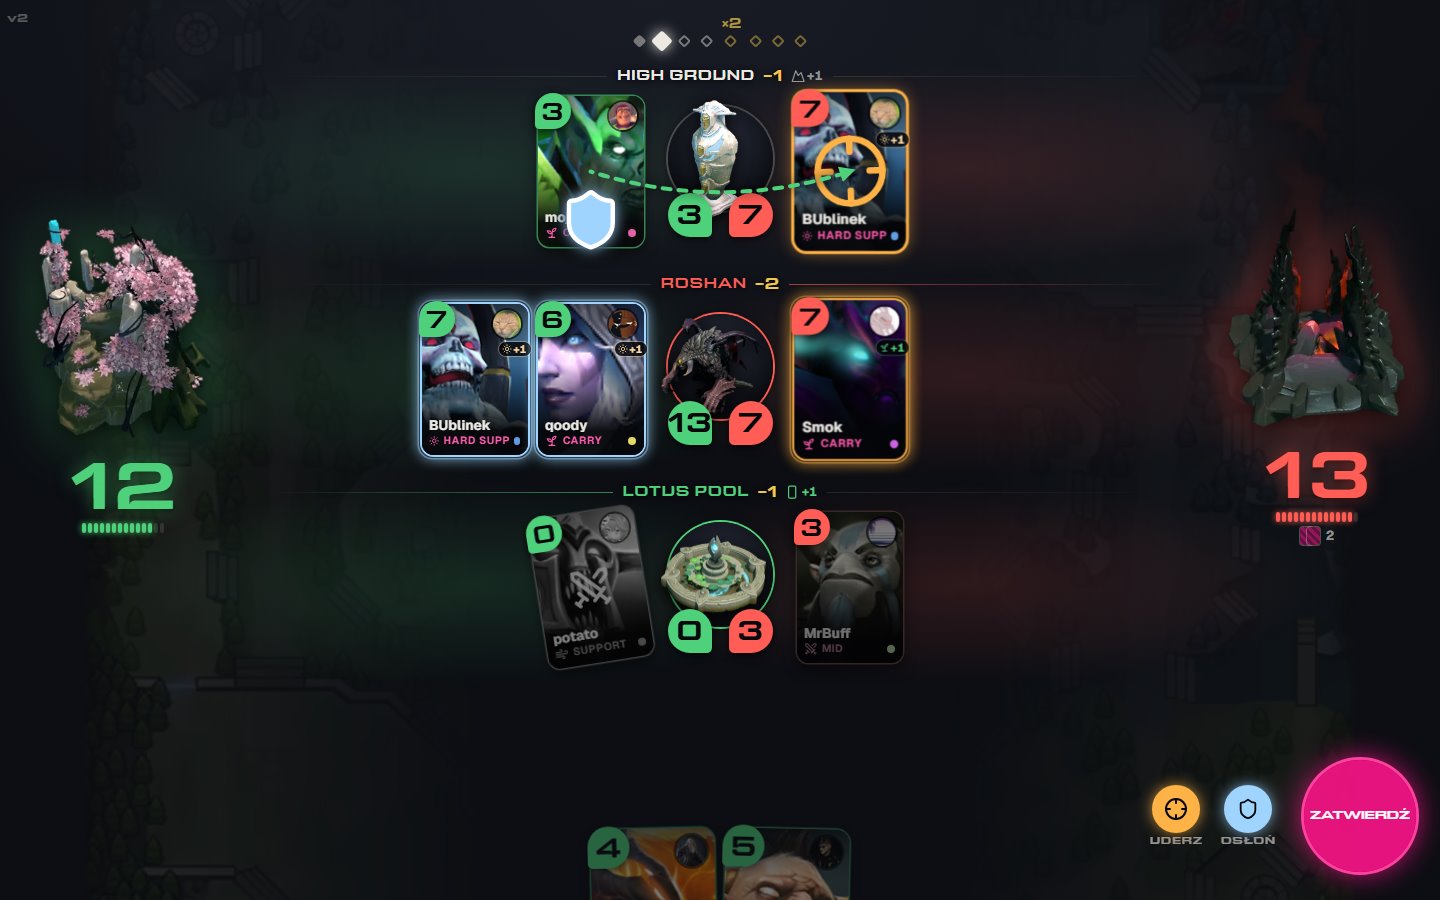 v2
×2
HIGH GROUND -1 +1
3
7
+1
mo
BUblinek
HARD SUPP
3 7
ROSHAN -2
7
6
7
+1
+1
+1
BUblinek
HARD SUPP
qoody
CARRY
Smok
CARRY
13 7
12
13
2
LOTUS POOL -1 +1
0
3
potato
SUPPORT
MrBuff
MID
0 3
ZATWIERDŹ
UDERZ
OSŁOŃ
4
5